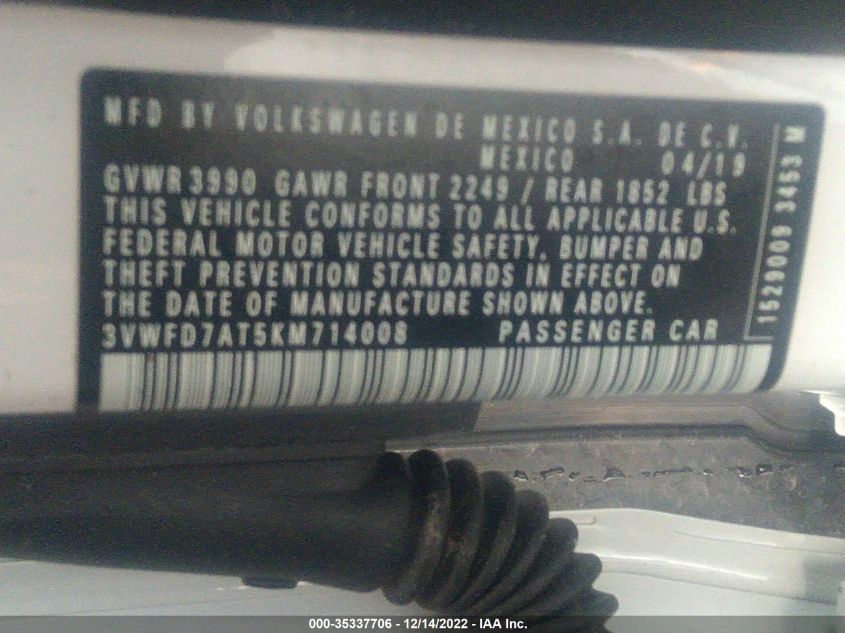 MFD BY VOLKSWAGEN DE MEXICO S.A. DE C.V.
MEXICO 04/19
GVWR 3990 GAWR FRONT 2249 / REAR 1852 LBS
THIS VEHICLE CONFORMS TO ALL APPLICABLE U.S.
FEDERAL MOTOR VEHICLE SAFETY, BUMPER AND
THEFT PREVENTION STANDARDS IN EFFECT ON
THE DATE OF MANUFACTURE SHOWN ABOVE.
3VWFD7AT5KM714008 PASSENGER CAR
1629009 3453 M
000-35337706 - 12/14/2022 - IAA Inc.